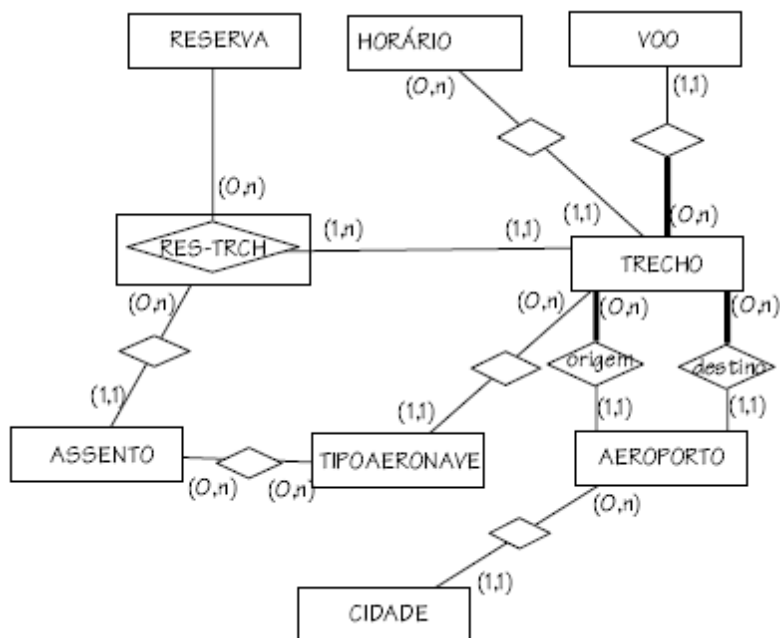 RESERVA
HORÁRIO
VOO
(0,n)
(1,1)
(0,n)
(1,1)
(0,n)
RES-TRCH
(1,n)
(1,1)
TRECHO
(0,n)
(0,n)
(0,n)
(0,n)
origem
destino
(1,1)
(1,1)
(1,1)
(1,1)
ASSENTO
(0,n)
(0,n)
TIPOAERONAVE
AEROPORTO
(0,n)
(1,1)
CIDADE